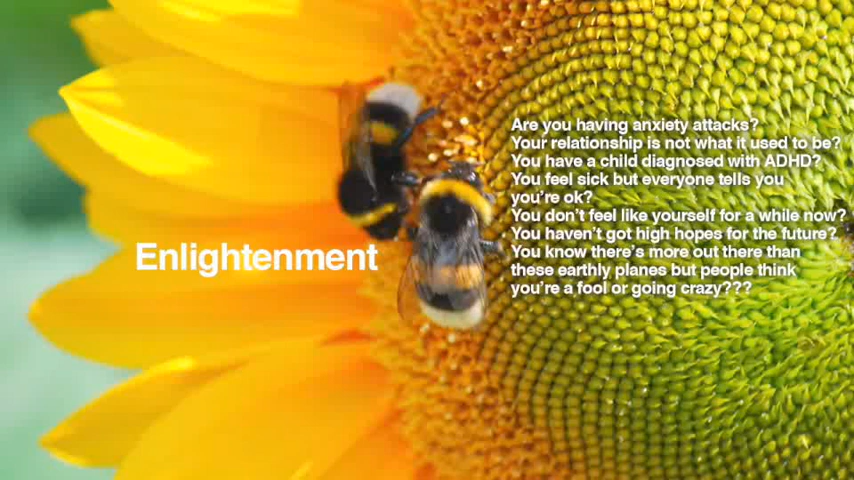 Enlightenment
Are you having anxiety attacks?
Your relationship is not what it used to be?
You have a child diagnosed with ADHD?
You feel sick but everyone tells you
you're ok?
You don't feel like yourself for a while now?
You haven't got high hopes for the future?
You know there's more out there than
these earthly planes but people think
you're a fool or going crazy???